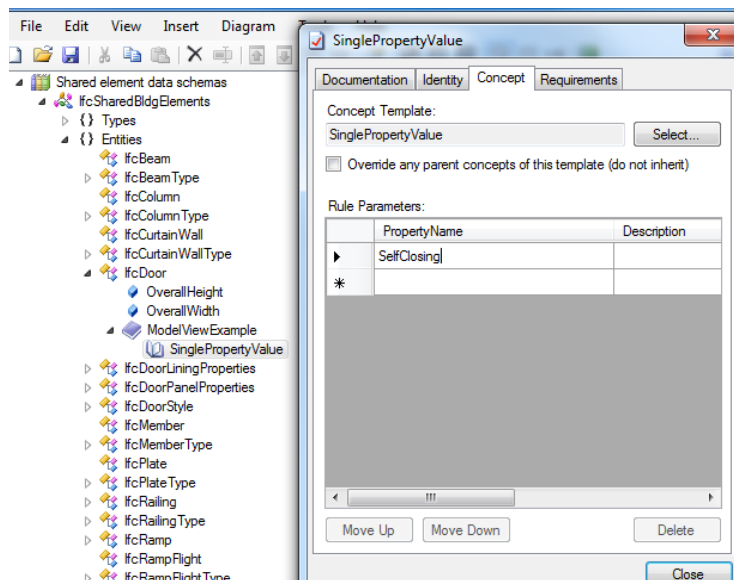 File Edit View Insert Diagram
Shared element data schemas
IfcSharedBldgElements
{} Types
{} Entities
IfcBeam
IfcBeamType
IfcColumn
IfcColumnType
IfcCurtainWall
IfcCurtainWallType
IfcDoor
OverallHeight
OverallWidth
ModelViewExample
SinglePropertyValue
IfcDoorLiningProperties
IfcDoorPanelProperties
IfcDoorStyle
IfcMember
IfcMemberType
IfcPlate
IfcPlateType
IfcRailing
IfcRailingType
IfcRamp
IfcRampFlight
IfcRampFlightType
SinglePropertyValue
Documentation Identity Concept Requirements
Concept Template:
SinglePropertyValue Select...
Override any parent concepts of this template (do not inherit)
Rule Parameters:
PropertyName Description
SelfClosing
Move Up Move Down Delete
Close